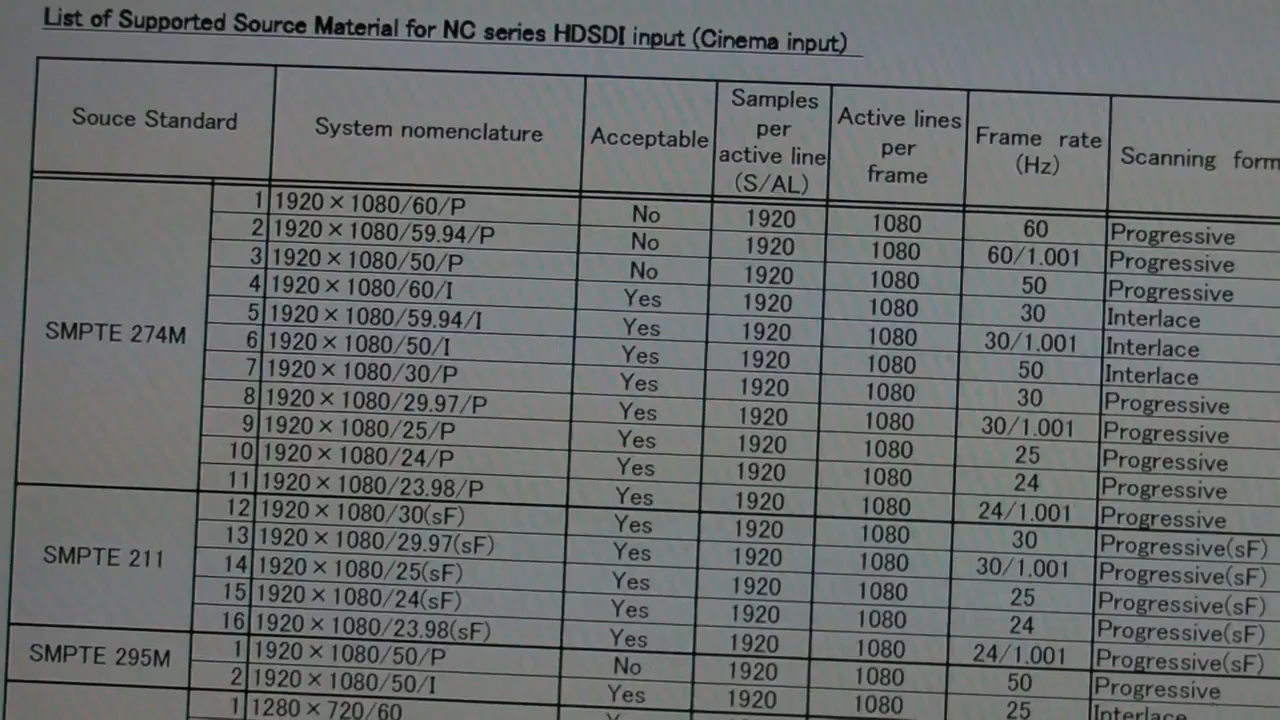 List of Supported Source Material for NC series HDSDI input (Cinema input)
Souce Standard System nomenclature Acceptable Samples per active line (S/AL) Active lines per frame Frame rate (Hz) Scanning form
SMPTE 274M
1 1920×1080/60/P No 1920 1080 60 Progressive
2 1920×1080/59.94/P No 1920 1080 60/1.001 Progressive
3 1920×1080/50/P No 1920 1080 50 Progressive
4 1920×1080/60/I Yes 1920 1080 30 Interlace
5 1920×1080/59.94/I Yes 1920 1080 30/1.001 Interlace
6 1920×1080/50/I Yes 1920 1080 50 Interlace
7 1920×1080/30/P Yes 1920 1080 30 Progressive
8 1920×1080/29.97/P Yes 1920 1080 30/1.001 Progressive
9 1920×1080/25/P Yes 1920 1080 25 Progressive
10 1920×1080/24/P Yes 1920 1080 24 Progressive
11 1920×1080/23.98/P Yes 1920 1080 24/1.001 Progressive
SMPTE 211
12 1920×1080/30(sF) Yes 1920 1080 30 Progressive(sF)
13 1920×1080/29.97(sF) Yes 1920 1080 30/1.001 Progressive(sF)
14 1920×1080/25(sF) Yes 1920 1080 25 Progressive(sF)
15 1920×1080/24(sF) Yes 1920 1080 24 Progressive(sF)
16 1920×1080/23.98(sF) Yes 1920 1080 24/1.001 Progressive(sF)
SMPTE 295M
1 1920×1080/50/P No 1920 1080 50 Progressive
2 1920×1080/50/I Yes 1920 1080 25 Interlace
1 1280×720/60